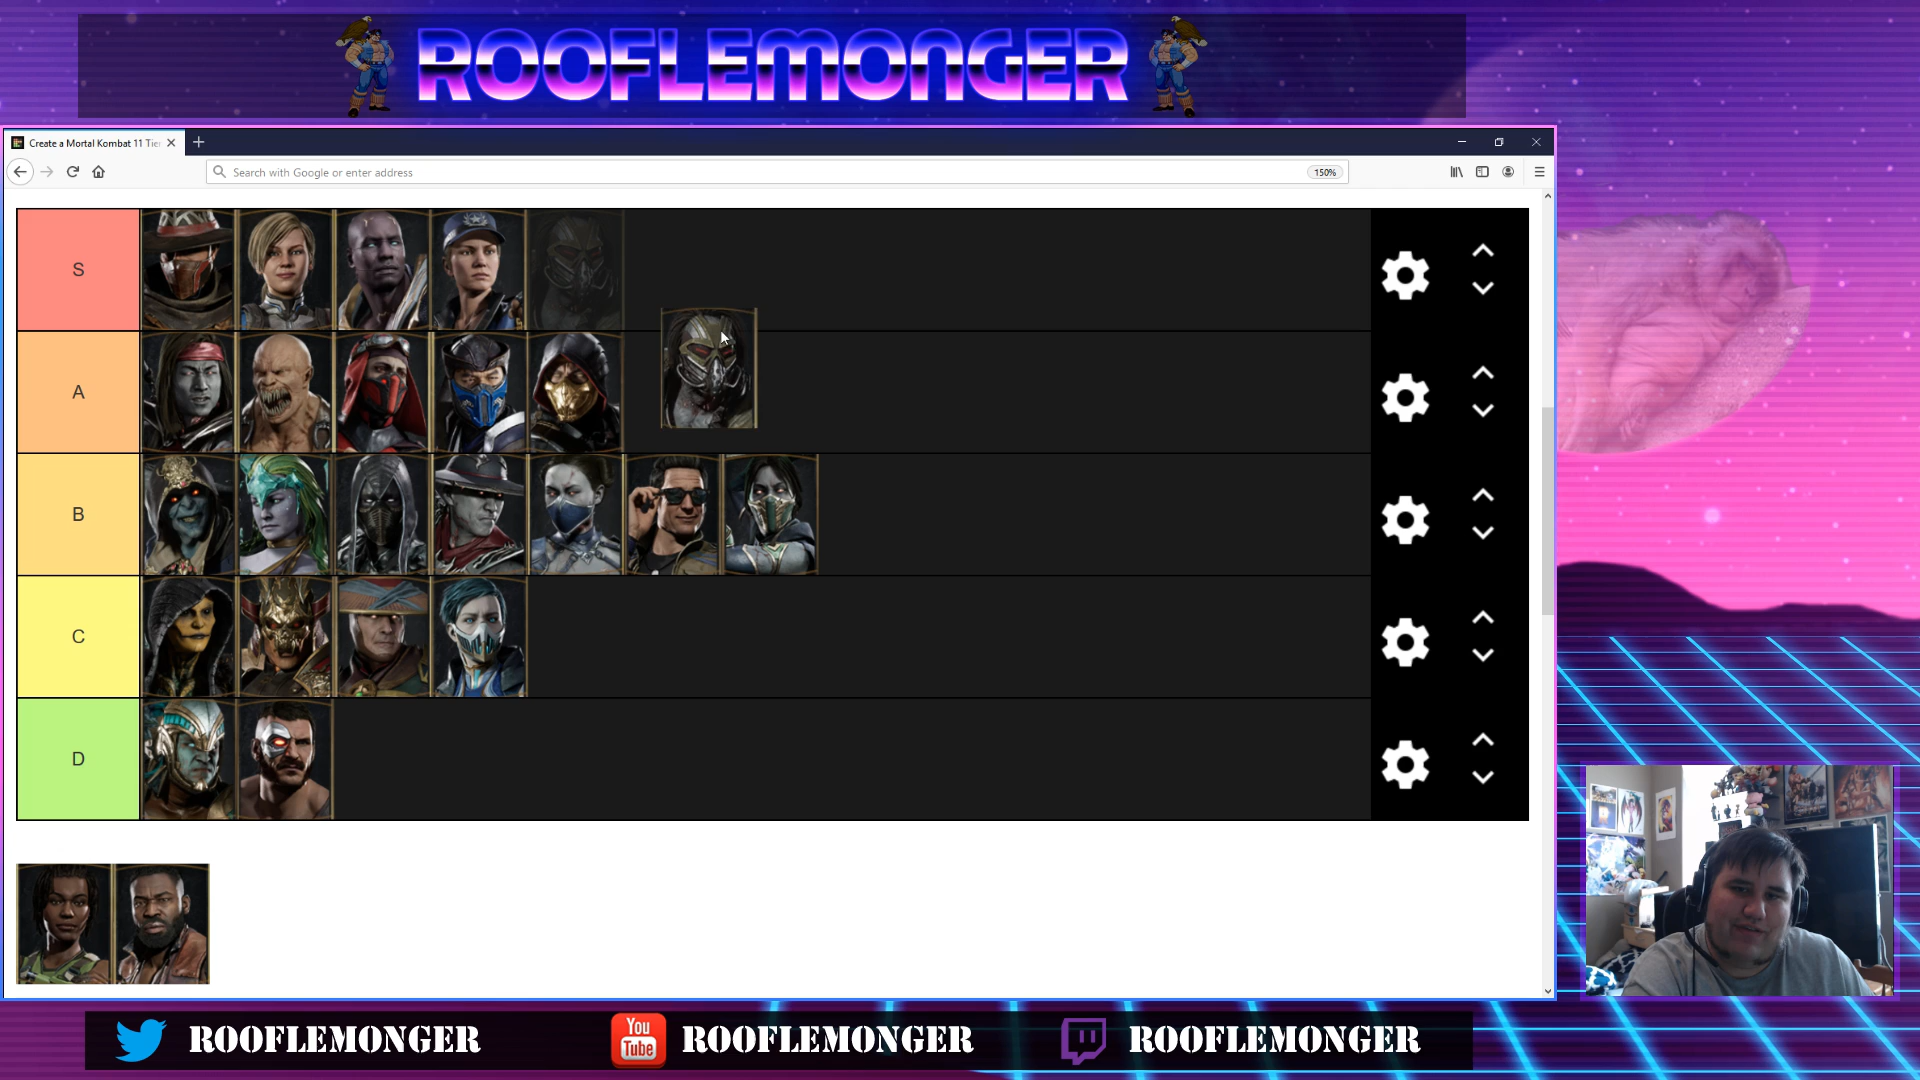 ROOFLEMONGER
Create a Mortal Kombat 11 Tier
Search with Google or enter address
150%
S
A
B
C
D
ROOFLEMONGER
You
Tube
ROOFLEMONGER
ROOFLEMONGER